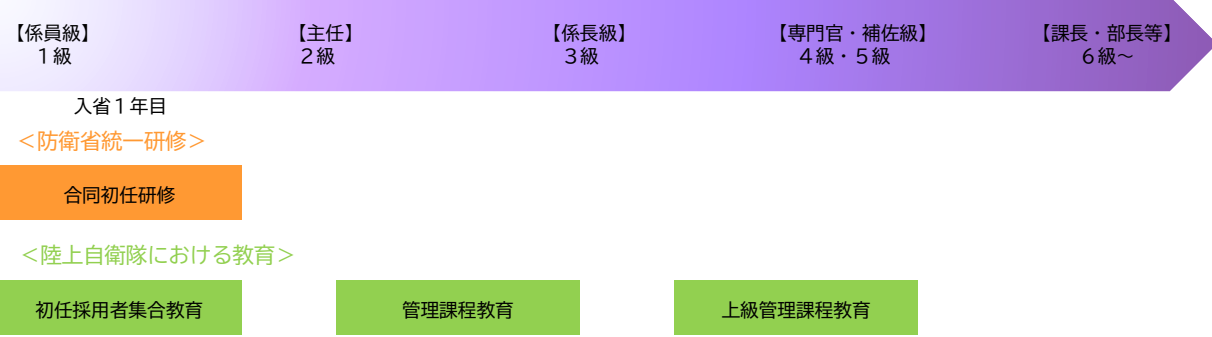 【係員級】
１級
【主任】
２級
【係長級】
３級
【専門官・補佐級】
４級・５級
【課長・部長等】
６級～
入省１年目
＜防衛省統一研修＞
合同初任研修
＜陸上自衛隊における教育＞
初任採用者集合教育
管理課程教育
上級管理課程教育